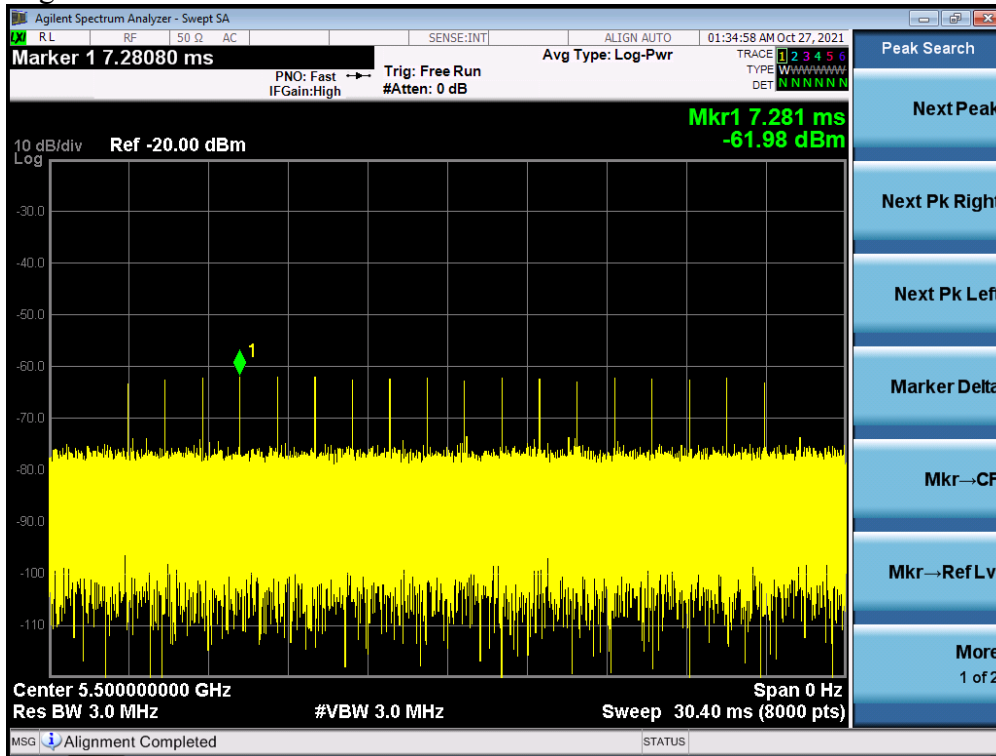 Agilent Spectrum Analyzer - Swept SA
LXI RL RF 50 Ω AC SENSE:INT ALIGN AUTO 01:34:58 AM Oct 27, 2021
Marker 1 7.28080 ms
PNO: Fast
IFGain:High
Trig: Free Run
#Atten: 0 dB
Avg Type: Log-Pwr
TRACE 1 2 3 4 5 6
TYPE WWWWWW
DET N N N N N N
Mkr1 7.281 ms
-61.98 dBm
10 dB/div Ref -20.00 dBm
Log
-30.0
-40.0
-50.0
1
-60.0
-70.0
-80.0
-90.0
-100
-110
Center 5.500000000 GHz Span 0 Hz
Res BW 3.0 MHz #VBW 3.0 MHz Sweep 30.40 ms (8000 pts)
MSG Alignment Completed STATUS
Peak Search
Next Peak
Next Pk Right
Next Pk Left
Marker Delta
Mkr→CF
Mkr→Ref Lv
More
1 of 2